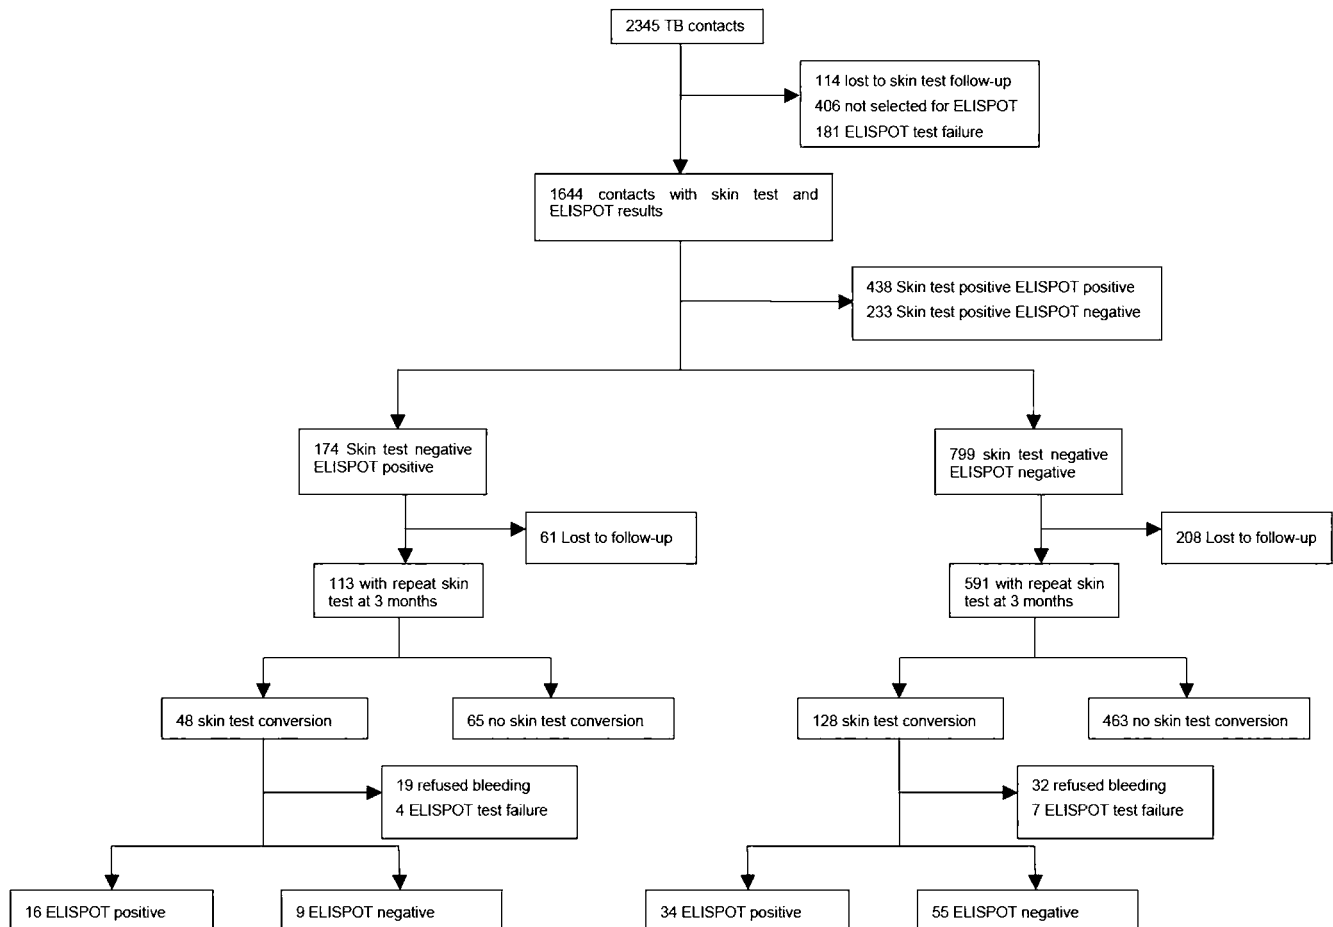 2345 TB contacts
114 lost to skin test follow-up
406 not selected for ELISPOT
181 ELISPOT test failure
1644 contacts with skin test and
ELISPOT results
438 Skin test positive ELISPOT positive
233 Skin test positive ELISPOT negative
174 Skin test negative
ELISPOT positive
799 skin test negative
ELISPOT negative
61 Lost to follow-up
208 Lost to follow-up
113 with repeat skin
test at 3 months
591 with repeat skin
test at 3 months
48 skin test conversion
65 no skin test conversion
128 skin test conversion
463 no skin test conversion
19 refused bleeding
4 ELISPOT test failure
32 refused bleeding
7 ELISPOT test failure
16 ELISPOT positive
9 ELISPOT negative
34 ELISPOT positive
55 ELISPOT negative